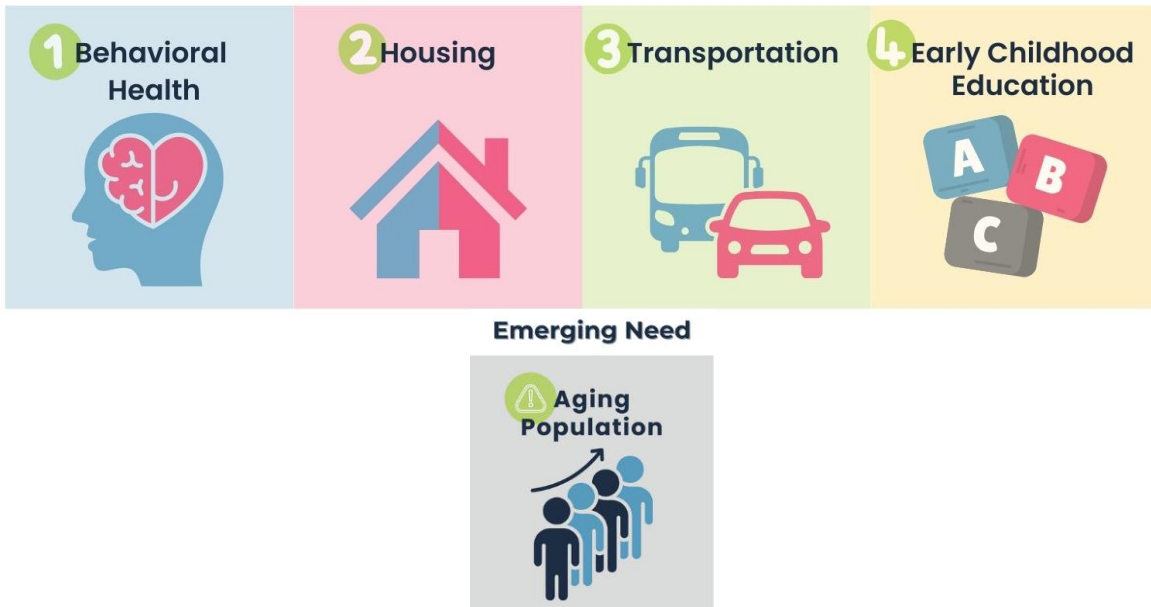 1 Behavioral
Health
2 Housing
3 Transportation
4 Early Childhood
Education
A
B
C
Emerging Need
! Aging
Population